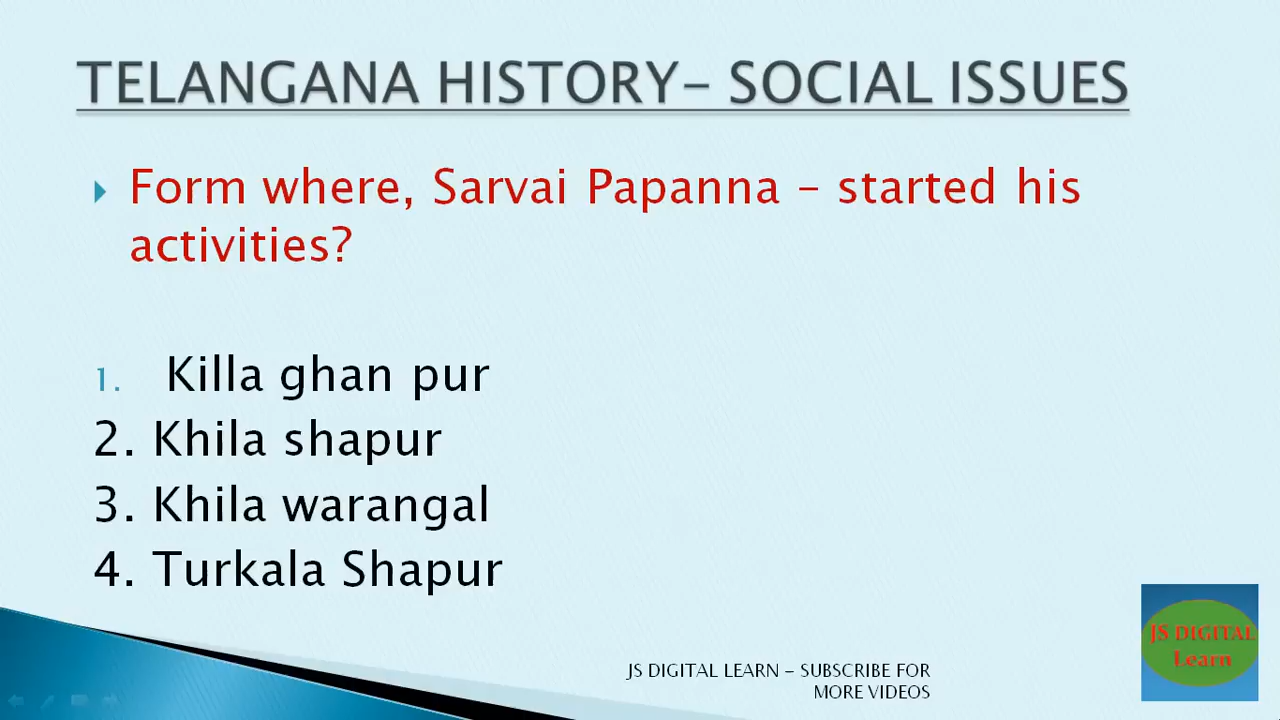 TELANGANA HISTORY- SOCIAL ISSUES
Form where, Sarvai Papanna - started his
activities?
1. Killa ghan pur
2. Khila shapur
3. Khila warangal
4. Turkala Shapur
JS DIGITAL LEARN - SUBSCRIBE FOR
MORE VIDEOS
JS DIGITAL
Learn